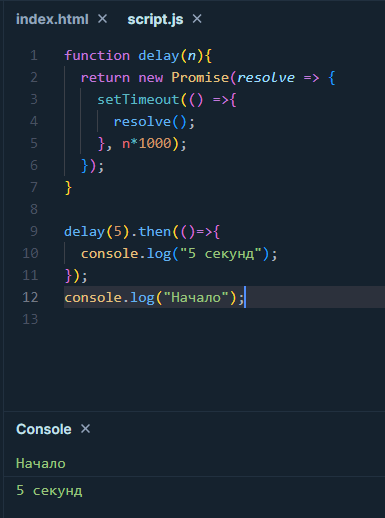 index.html × script.js ×
1 function delay(n){
2 return new Promise(resolve => {
3 setTimeout(() =>{
4 resolve();
5 }, n*1000);
6 });
7 }
8
9 delay(5).then(()=>{
10 console.log("5 секунд");
11 });
12 console.log("Начало");
13
Console ×
Начало
5 секунд